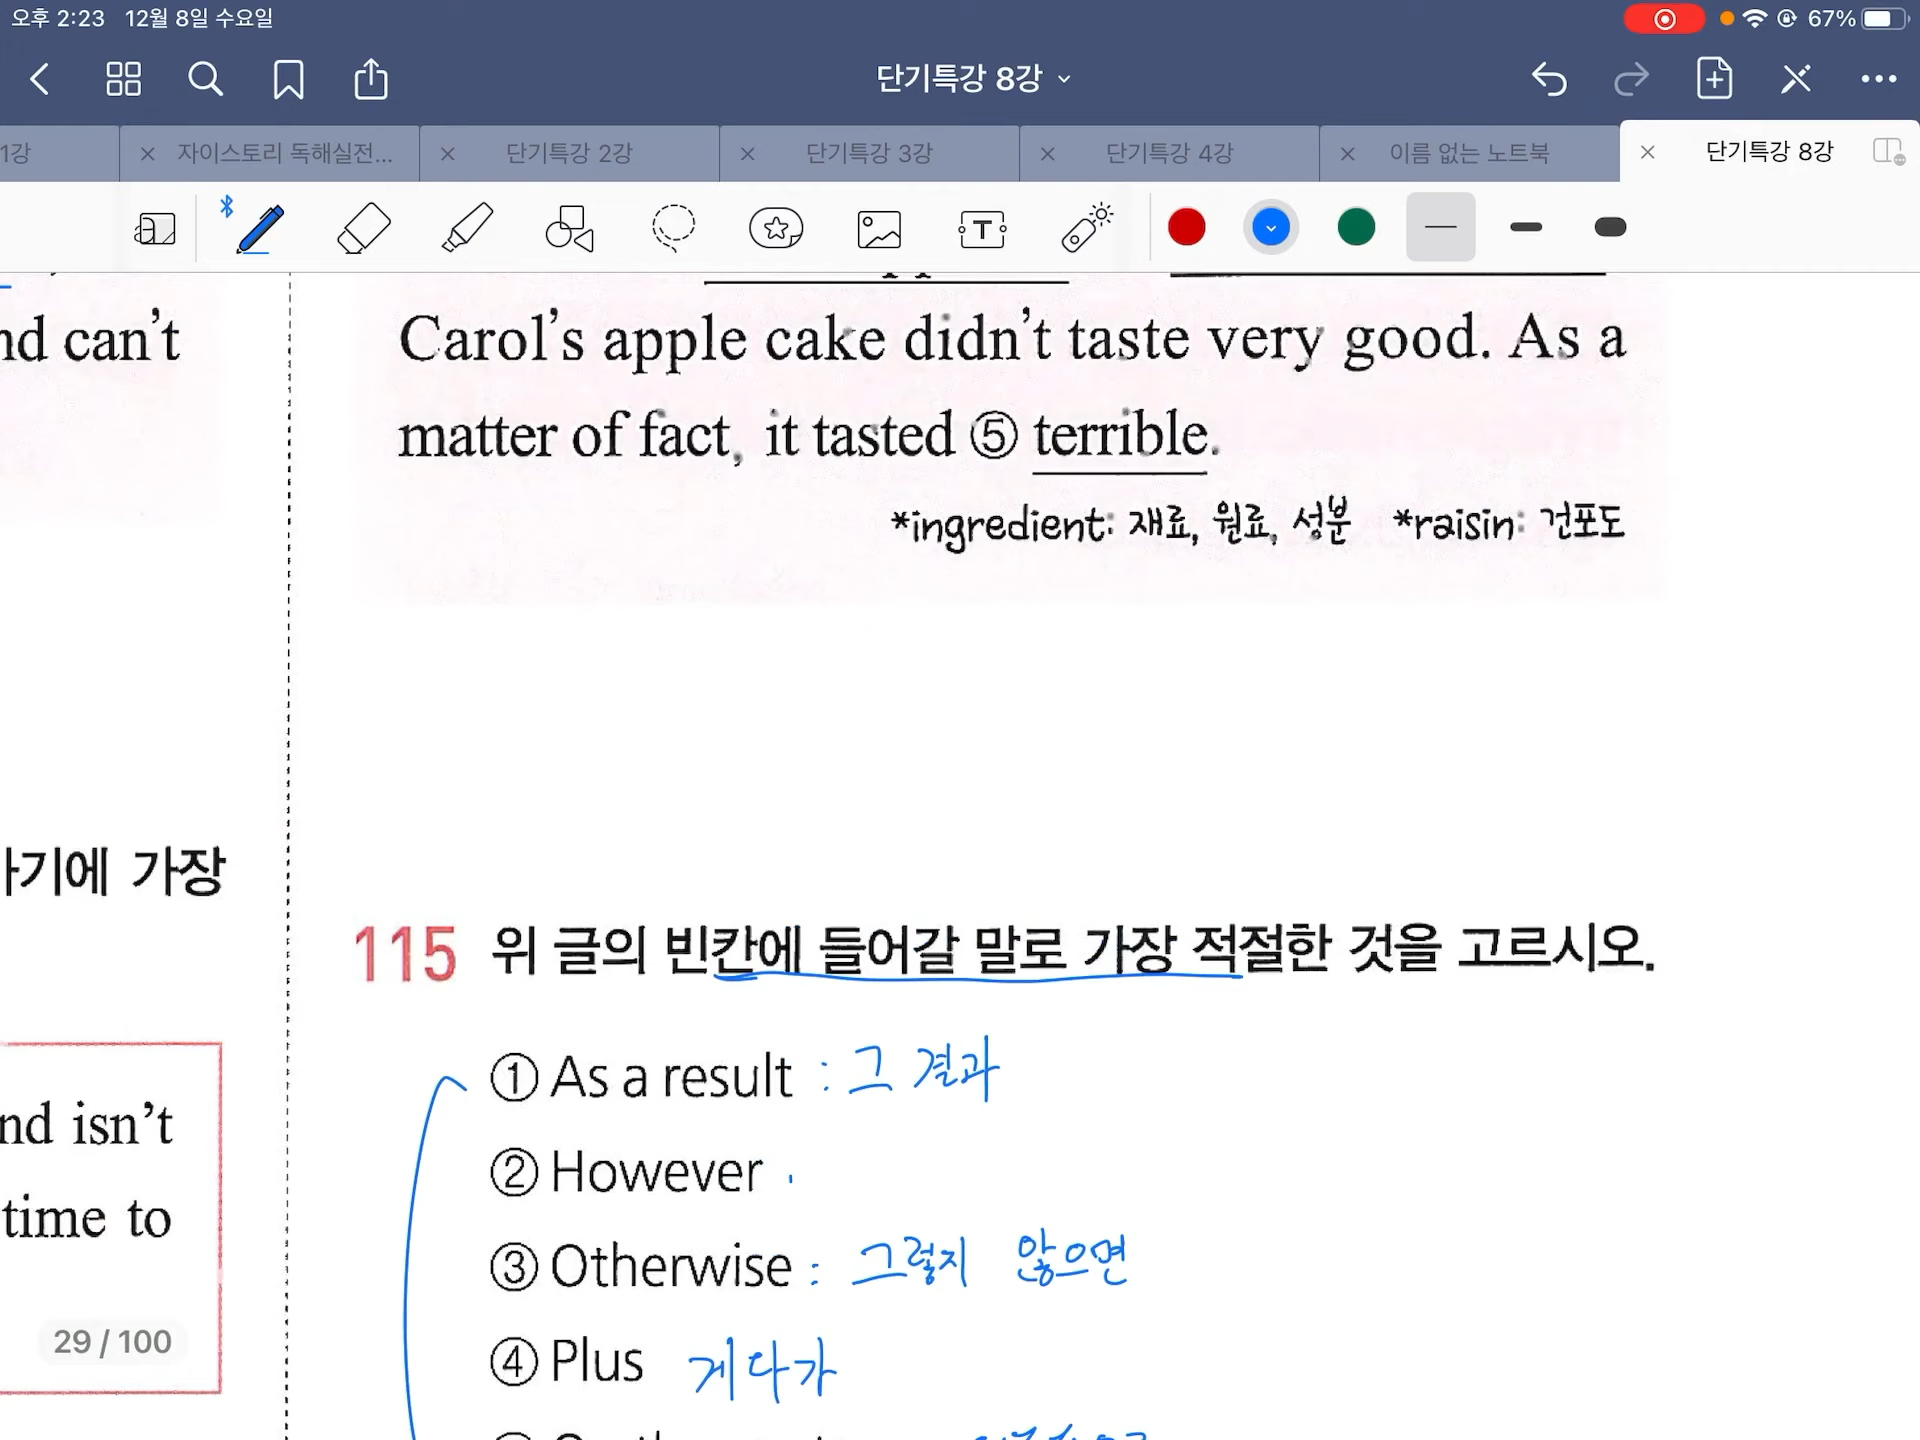 오후 2:23 12월 8일 수요일
67%
단기특강 8강
1강
자이스토리 독해실전...
단기특강 2강
단기특강 3강
단기특강 4강
이름 없는 노트북
단기특강 8강
nd can't
Carol's apple cake didn't taste very good. As a
matter of fact, it tasted ⑤ terrible.
*ingredient: 재료, 원료, 성분 *raisin: 건포도
기에 가장
nd isn't
time to
29 / 100
115 위 글의 빈칸에 들어갈 말로 가장 적절한 것을 고르시오.
① As a result : 그 결과
② However
③ Otherwise : 그렇지 않으면
④ Plus 게다가